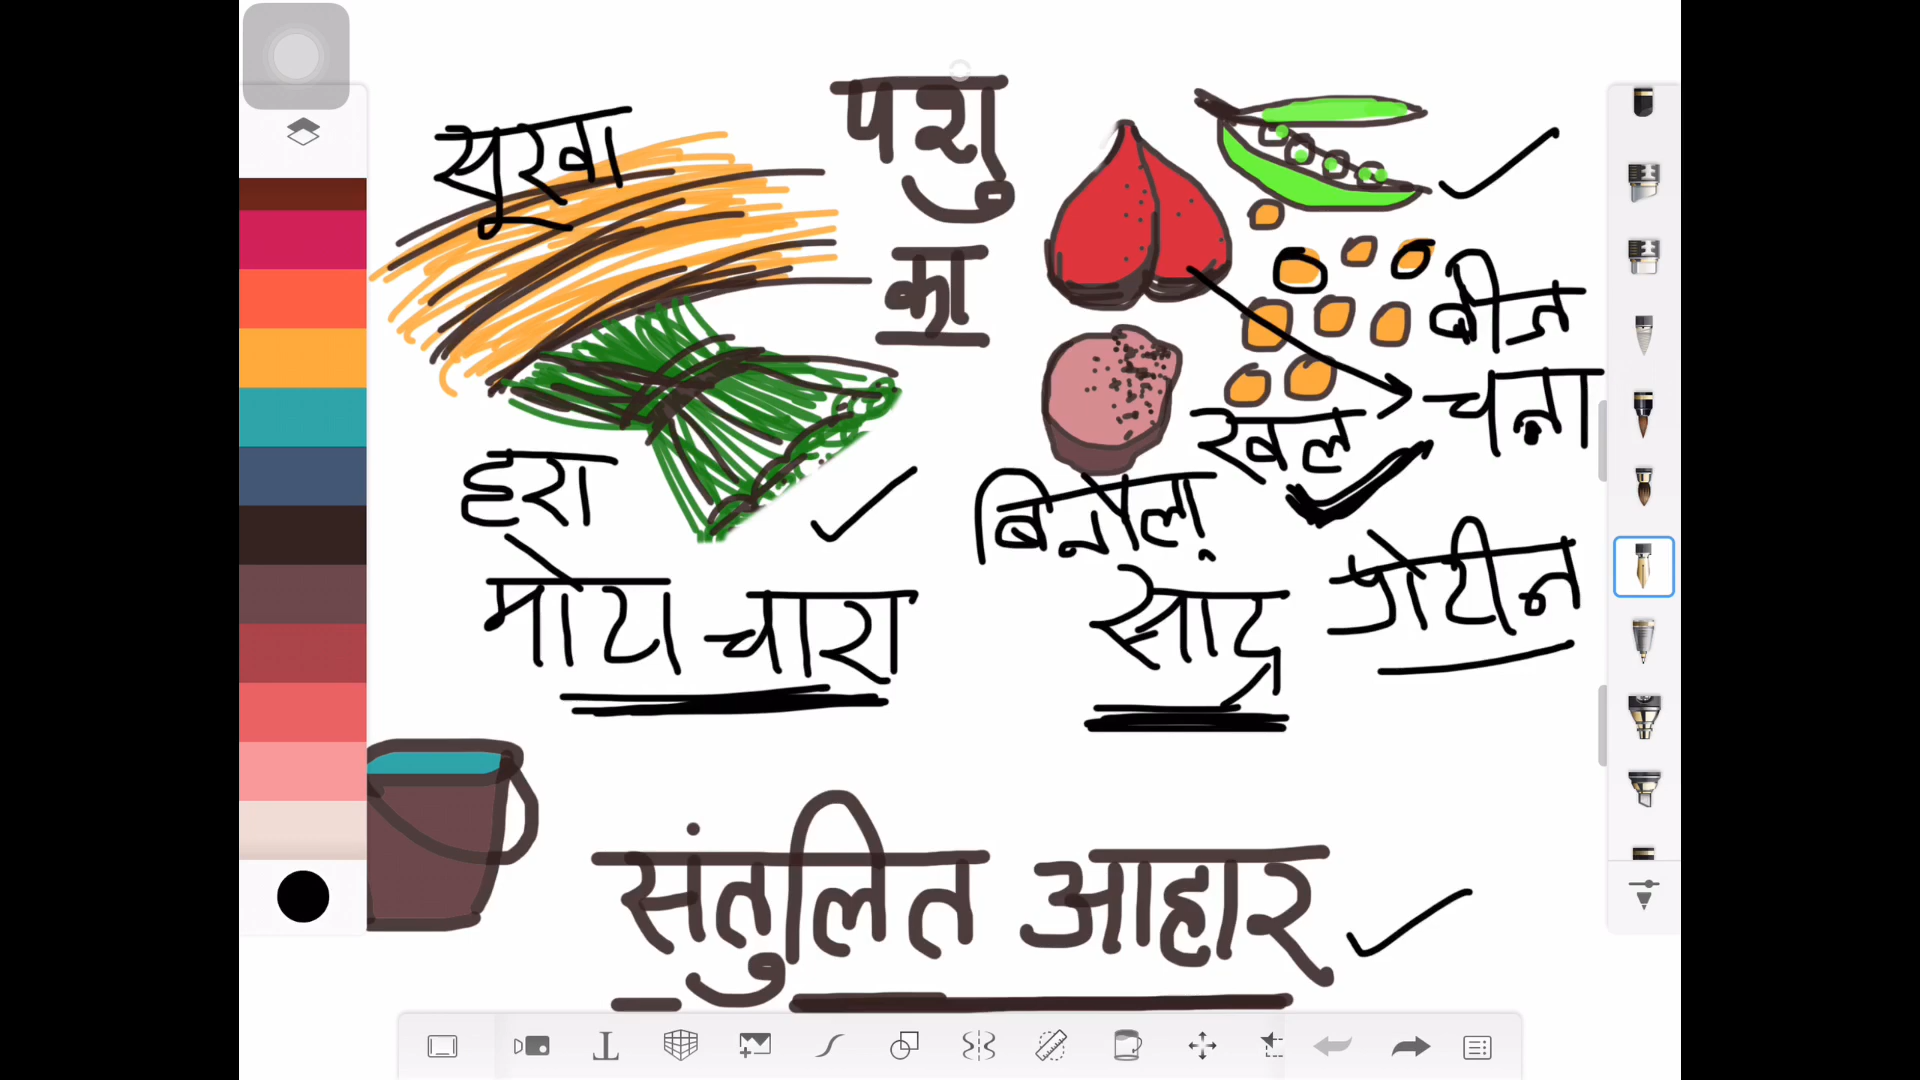 पशु
का
सूखा
हरा
मोटा चारा
बीज
चना
खल
बिनौला
सान्द्र
प्रोटीन
संतुलित आहार